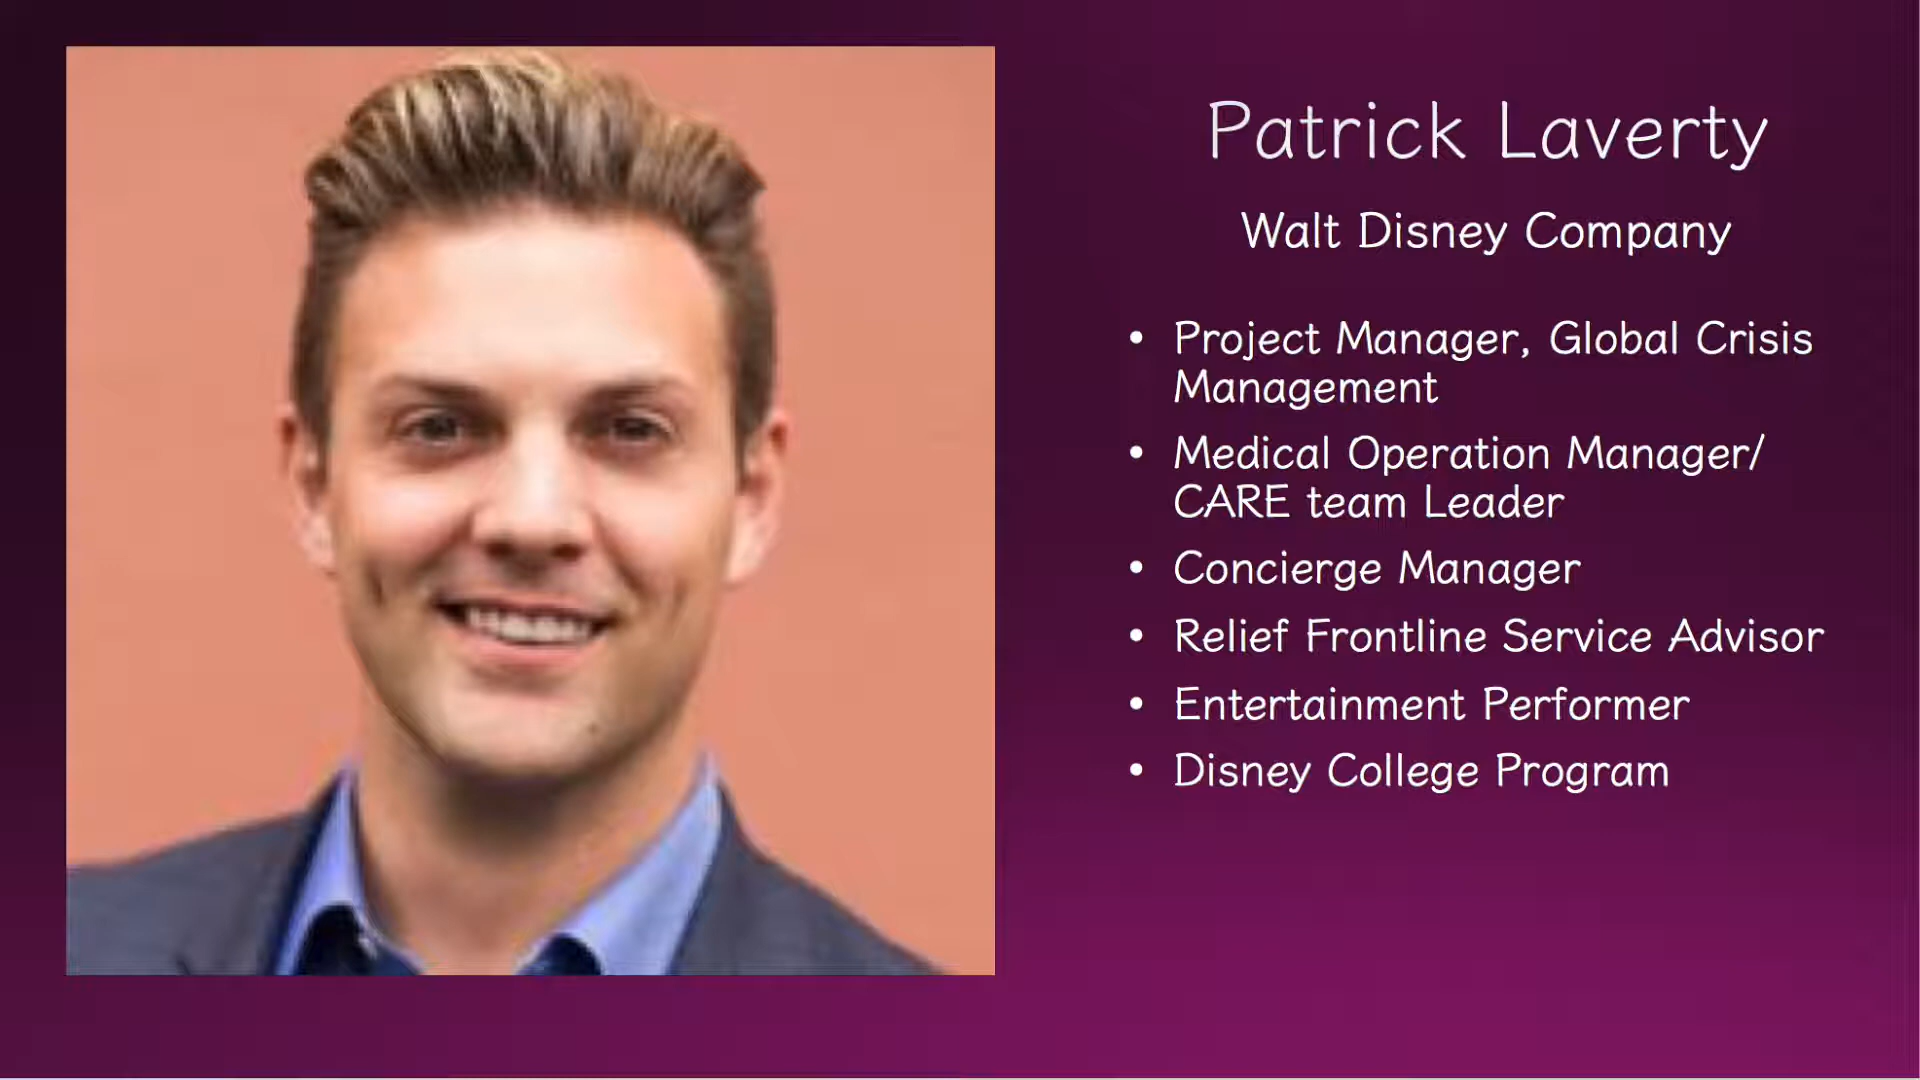 Patrick Laverty
Walt Disney Company
• Project Manager, Global Crisis
Management
• Medical Operation Manager/
CARE team Leader
• Concierge Manager
• Relief Frontline Service Advisor
• Entertainment Performer
• Disney College Program